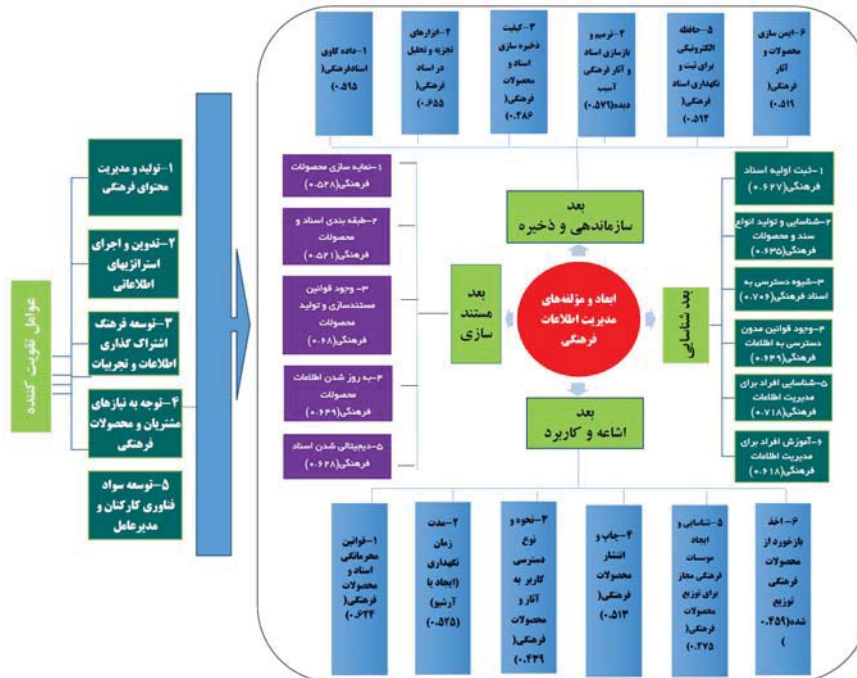 ۶-ایمن سازی
محصولات و
آثار
فرهنگی(
۰.۵۱۹)
۵-حافظه
الکترونیکی
برای ثبت و
نگهداری اسناد
فرهنگی(
۰.۵۹۴)
۴-ترمیم و
بازسازی اسناد
و آثار فرهنگی
آسیب
دیده(۰.۵۷۹)
۳-کیفیت
ذخیره سازی
اسناد و
محصولات
فرهنگی(
۰.۴۸۶)
۲-ابزارهای
تجزیه و تحلیل
در اسناد
فرهنگی(
۰.۶۵۵)
۱-داده کاوی
اسنادفرهنگی(
۰.۵۹۵)
۱-ثبت اولیه اسناد
فرهنگی(۰.۶۲۷)
۲-شناسایی و تولید انواع
سند و محصولات
فرهنگی(۰.۶۳۵)
۳-شیوه دسترسی به
اسناد فرهنگی(۰.۷۰۶)
۴-وجود قوانین مدون
دسترسی به اطلاعات
فرهنگی(۰.۶۴۹)
۵-شناسایی افراد برای
مدیریت اطلاعات
فرهنگی(۰.۷۱۸)
۶-آموزش افراد برای
مدیریت اطلاعات
فرهنگی(۰.۶۱۸)
بعد شناسایی
بعد
سازماندهی و ذخیره
ابعاد و مؤلفه‌های
مدیریت اطلاعات
فرهنگی
بعد
اشاعه و کاربرد
بعد
مستند
سازی
۱-نمایه سازی محصولات
فرهنگی(۰.۵۲۸)
۲-طبقه بندی اسناد و
محصولات
فرهنگی(۰.۵۲۱)
۳- وجود قوانین
مستندسازی و تولید
محصولات
فرهنگی(۰.۶۸)
۴-به روز شدن اطلاعات
محصولات
فرهنگی(۰.۶۴۹)
۵-دیجیتالی شدن اسناد
فرهنگی(۰.۶۲۸)
۶- اخذ
بازخورد از
محصولات
فرهنگی
توزیع
شده(۰.۴۵۹
)
۵-شناسایی و
ایجاد
موسسات
فرهنگی مجاز
برای توزیع
محصولات
فرهنگی(
۰.۴۷۵)
۴-چاپ و
انتشار
محصولات
فرهنگی(
۰.۵۱۳)
۳-نحوه و
نوع
دسترسی
کاربر به
آثار و
محصولات
فرهنگی(
۰.۴۳۹)
۲-مدت
زمان
نگهداری
(ایجاد یا
آرشیو)
(۰.۵۲۵)
۱-قوانین
محرمانگی
اسناد و
محصولات
فرهنگی(
۰.۶۲۴)
۱-تولید و مدیریت
محتوای فرهنگی
۲-تدوین و اجرای
استراتژیهای
اطلاعاتی
۳-توسعه فرهنگ
اشتراک گذاری
اطلاعات و تجربیات
۴-توجه به نیازهای
مشتریان و محصولات
فرهنگی
۵-توسعه سواد
فناوری کارکنان و
مدیرعامل
عوامل تقویت کننده